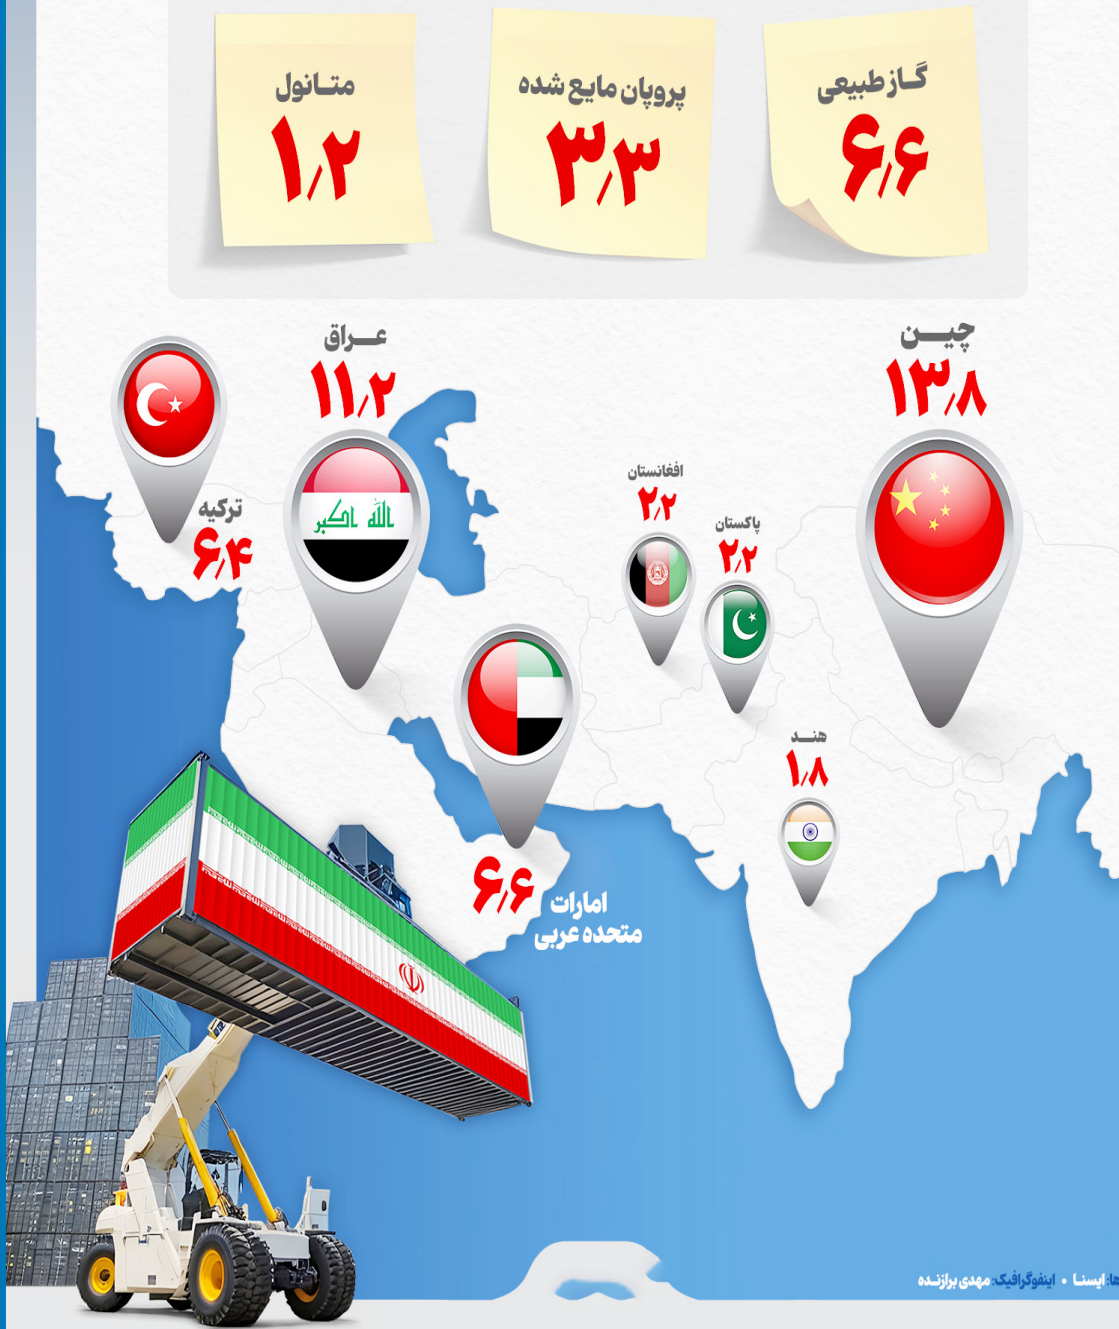 گاز طبیعی
۶٫۶
پروپان مایع شده
۳٫۳
متانول
۱٫۲
چین
۱۳٫۸
عراق
۱۱٫۲
ترکیه
۶٫۴
افغانستان
۲٫۲
پاکستان
۲٫۲
هند
۱٫۸
امارات
متحده عربی
۶٫۶
الله اكبر
ایسنا • اینفوگرافیک: مهدی برازنده